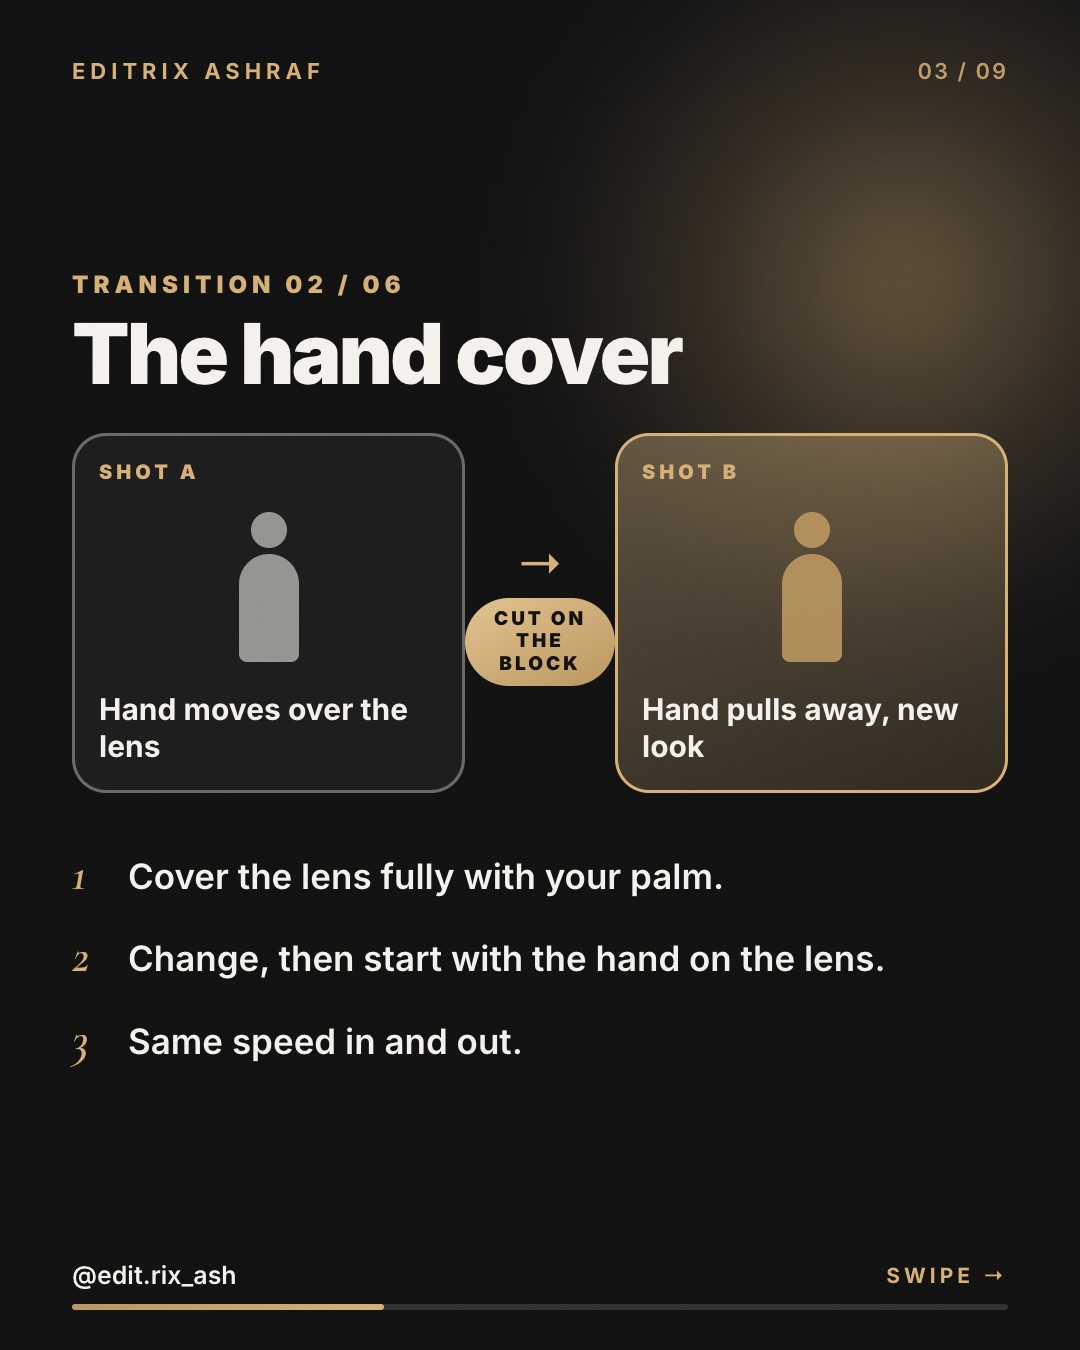 EDITRIX ASHRAF
03 / 09
TRANSITION 02 / 06
The hand cover
SHOT A
Hand moves over the
lens
→
CUT ON
THE
BLOCK
SHOT B
Hand pulls away, new
look
1 Cover the lens fully with your palm.
2 Change, then start with the hand on the lens.
3 Same speed in and out.
@edit.rix_ash
SWIPE →